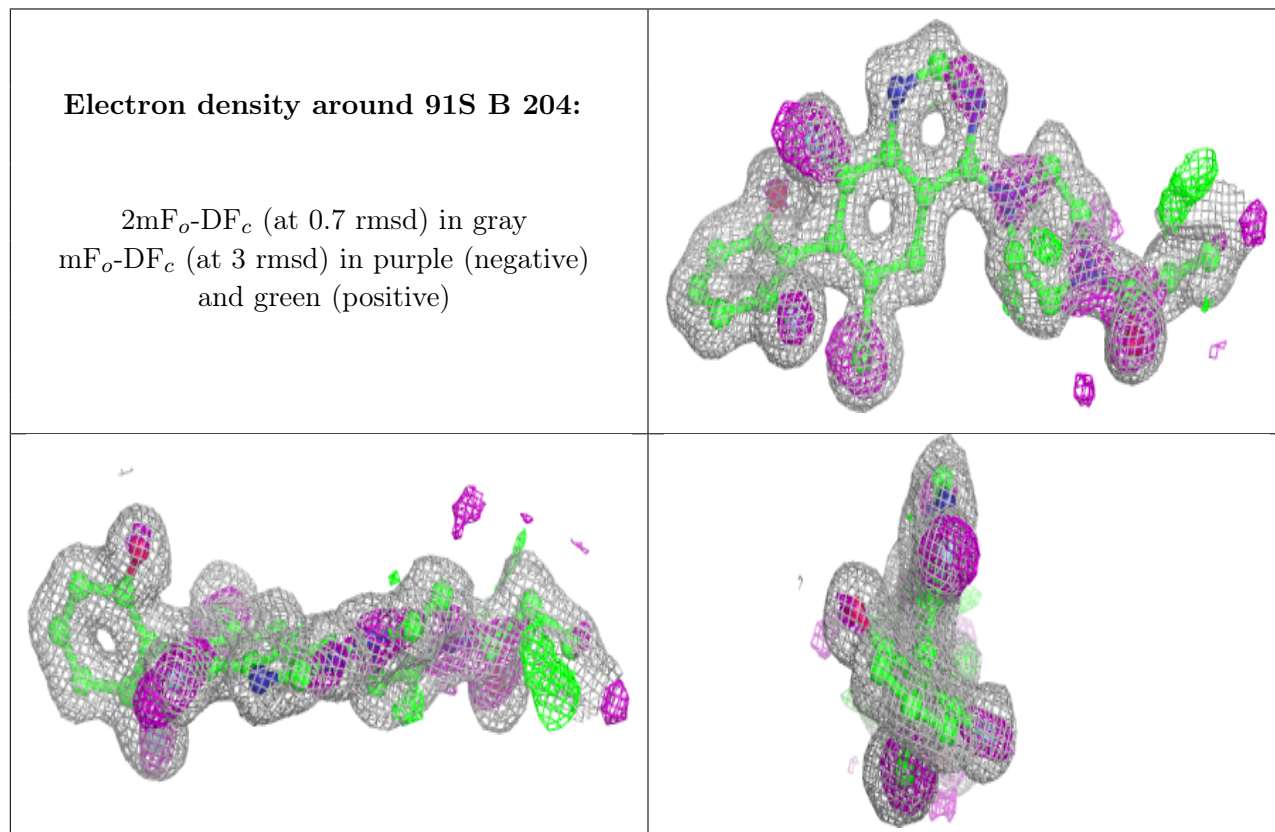 Electron density around 91S B 204:
2mFo-DFc (at 0.7 rmsd) in gray
mFo-DFc (at 3 rmsd) in purple (negative)
and green (positive)